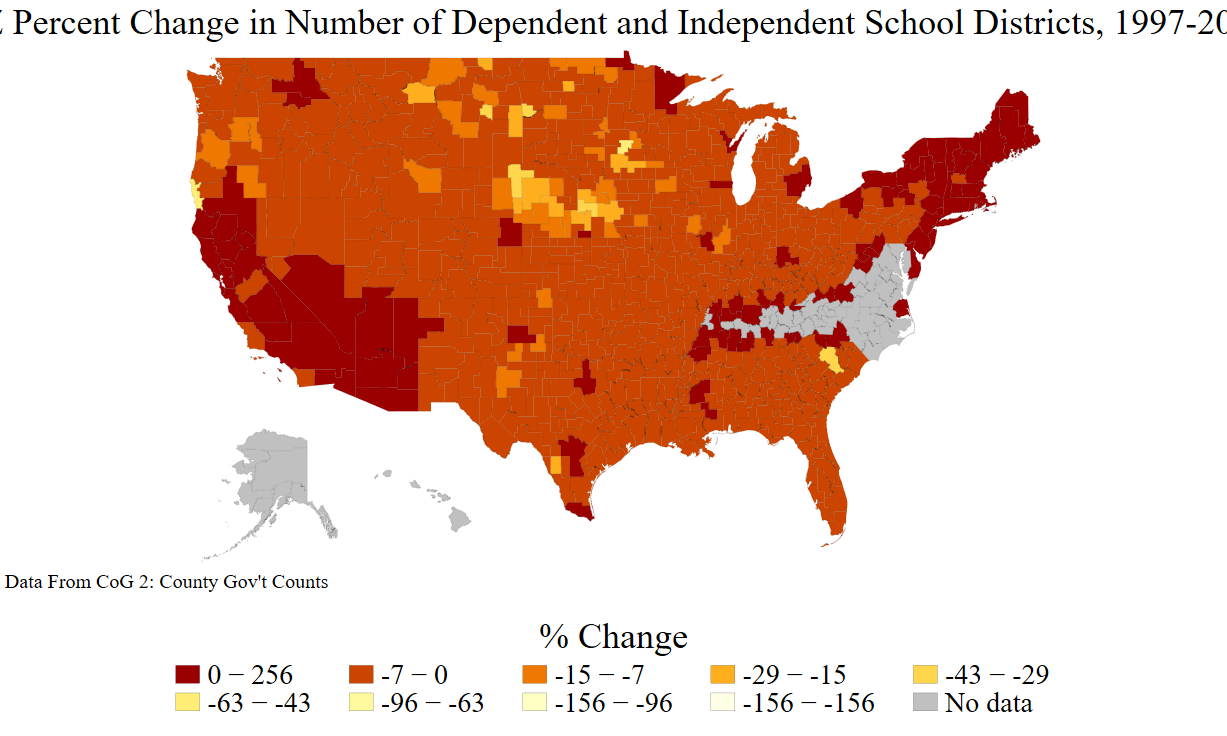 Percent Change in Number of Dependent and Independent School Districts, 1997-20
Data From CoG 2: County Gov't Counts
% Change
0 − 256 -7 − 0 -15 − -7 -29 − -15 -43 − -29
-63 − -43 -96 − -63 -156 − -96 -156 − -156 No data